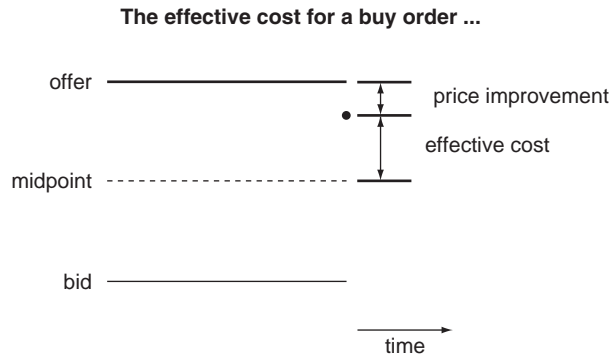 The effective cost for a buy order ...
offer
price improvement
effective cost
midpoint
bid
time